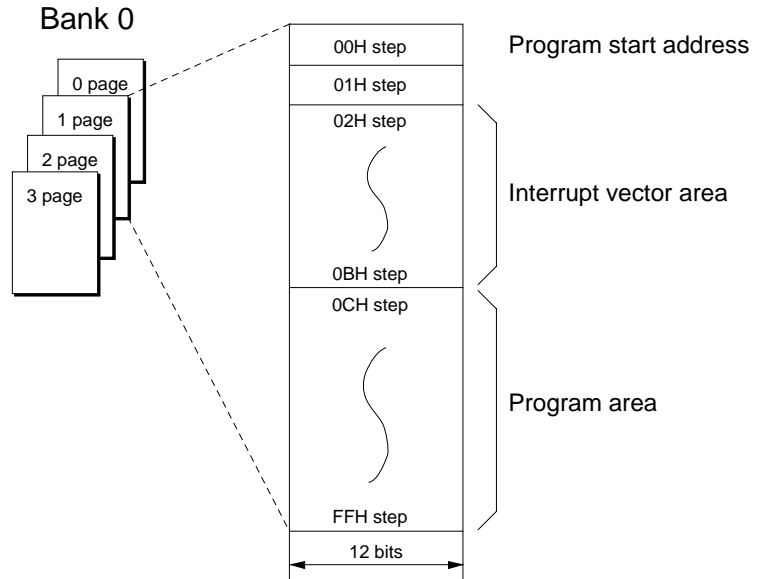 Bank 0
0 page
1 page
2 page
3 page
00H step
Program start address
01H step
02H step
Interrupt vector area
0BH step
0CH step
Program area
FFH step
12 bits